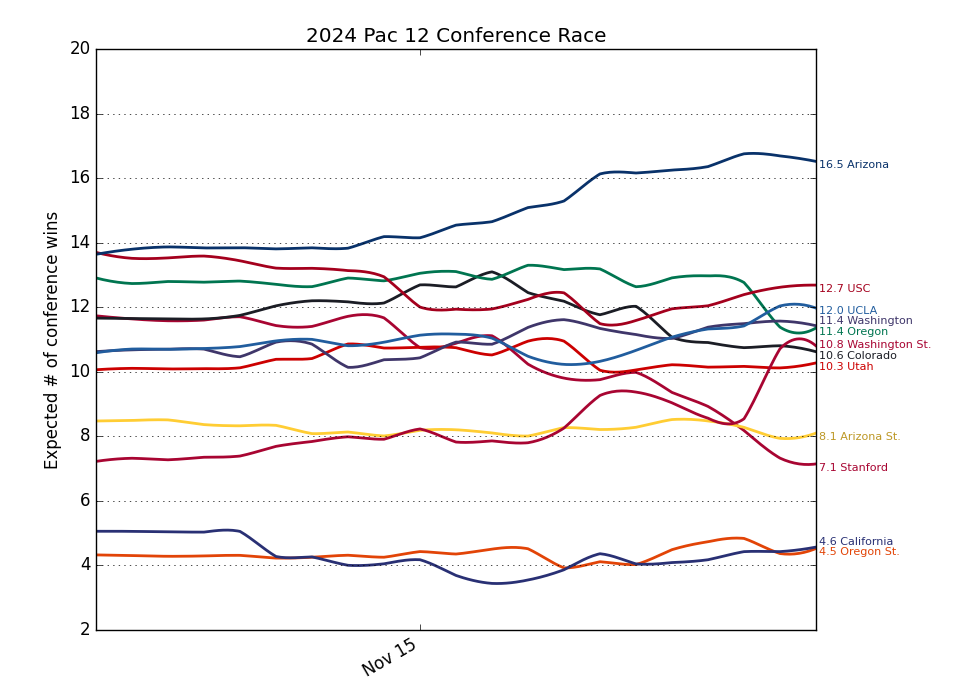 2024 Pac 12 Conference Race
Expected # of conference wins
20
18
16
14
12
10
8
6
4
2
Nov 15
16.5 Arizona
12.7 USC
12.0 UCLA
11.4 Washington
11.4 Oregon
10.8 Washington St.
10.6 Colorado
10.3 Utah
8.1 Arizona St.
7.1 Stanford
4.6 California
4.5 Oregon St.